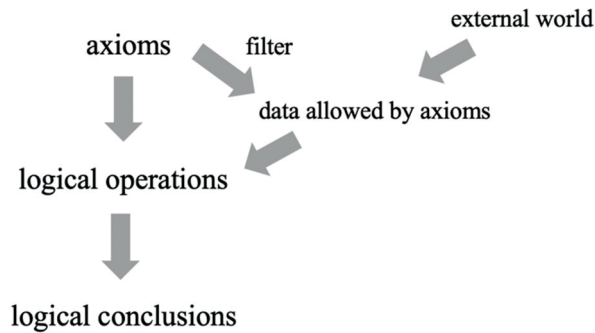 external world
axioms
filter
data allowed by axioms
logical operations
logical conclusions